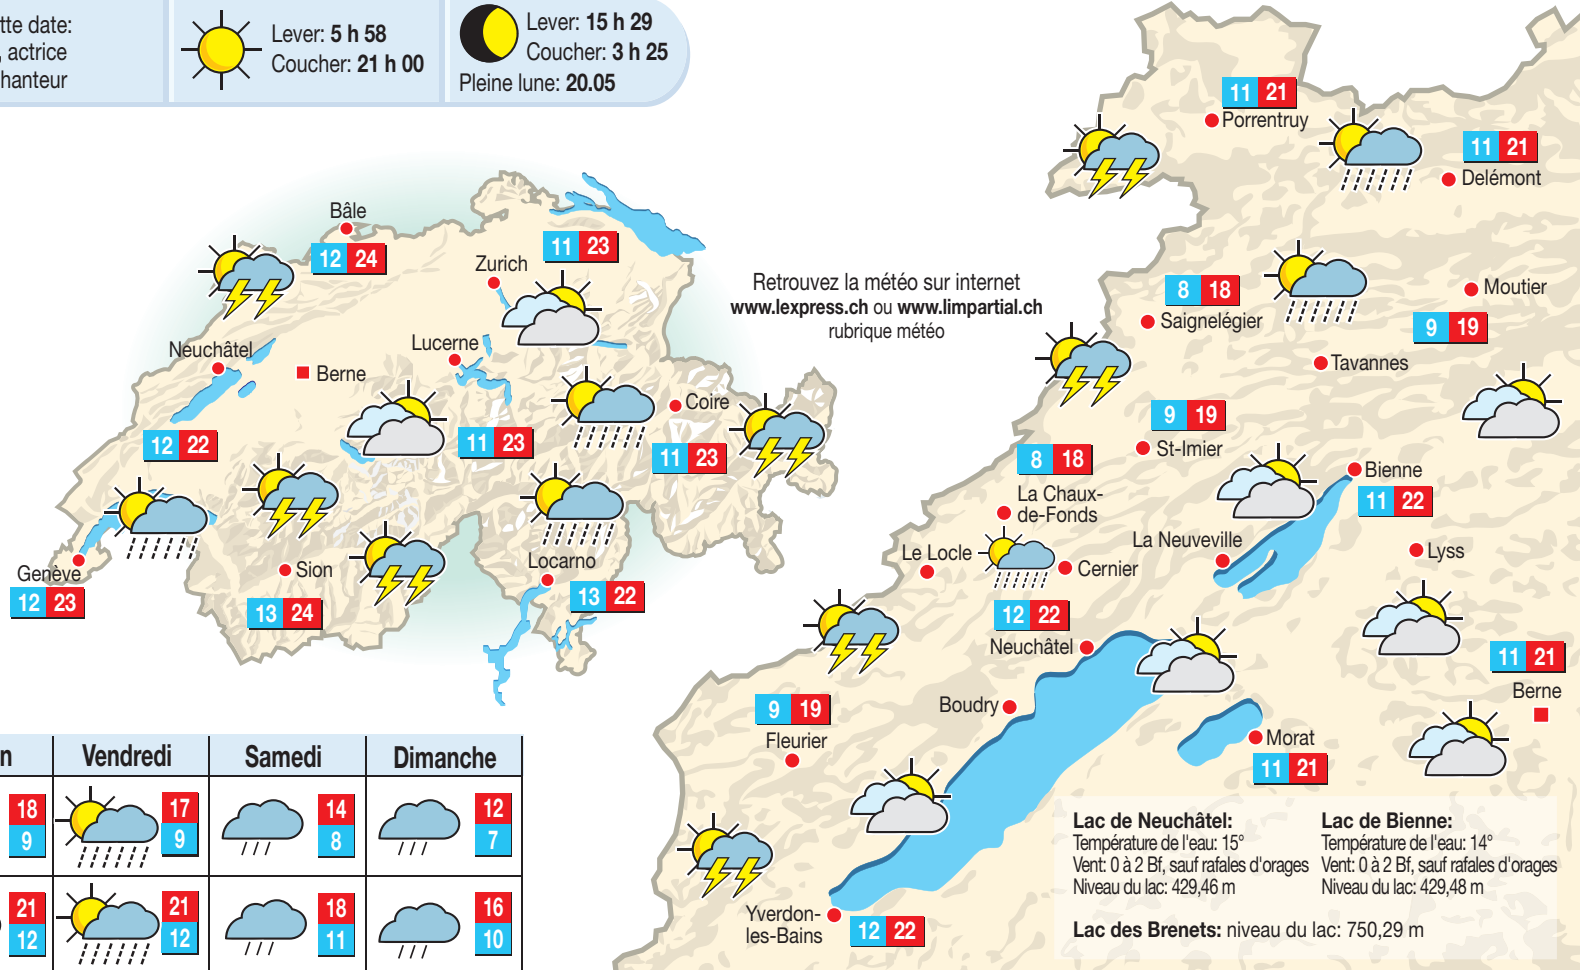 tte date:
, actrice
hanteur
Lever: 5 h 58
Coucher: 21 h 00
Lever: 15 h 29
Coucher: 3 h 25
Pleine lune: 20.05
Bâle
12 24
11 23
Zurich
Neuchâtel
Berne
Lucerne
Coire
12 22
11 23
11 23
Genève
12 23
Sion
13 24
Locarno
13 22
Retrouvez la météo sur internet
www.lexpress.ch ou www.limpartial.ch
rubrique météo
11 21
Porrentruy
11 21
Delémont
8 18
Saignelégier
Moutier
9 19
Tavannes
9 19
St-Imier
8 18
La Chaux-
de-Fonds
Bienne
11 22
La Neuveville
Le Locle
Cernier
Lyss
12 22
Neuchâtel
11 21
Berne
Boudry
9 19
Fleurier
Morat
11 21
Yverdon-
les-Bains
12 22
Lac de Neuchâtel:
Température de l'eau: 15°
Vent: 0 à 2 Bf, sauf rafales d'orages
Niveau du lac: 429,46 m
Lac de Bienne:
Température de l'eau: 14°
Vent: 0 à 2 Bf, sauf rafales d'orages
Niveau du lac: 429,48 m
Lac des Brenets: niveau du lac: 750,29 m
n Vendredi Samedi Dimanche
18 17 14 12
9 9 8 7
21 21 18 16
12 12 11 10